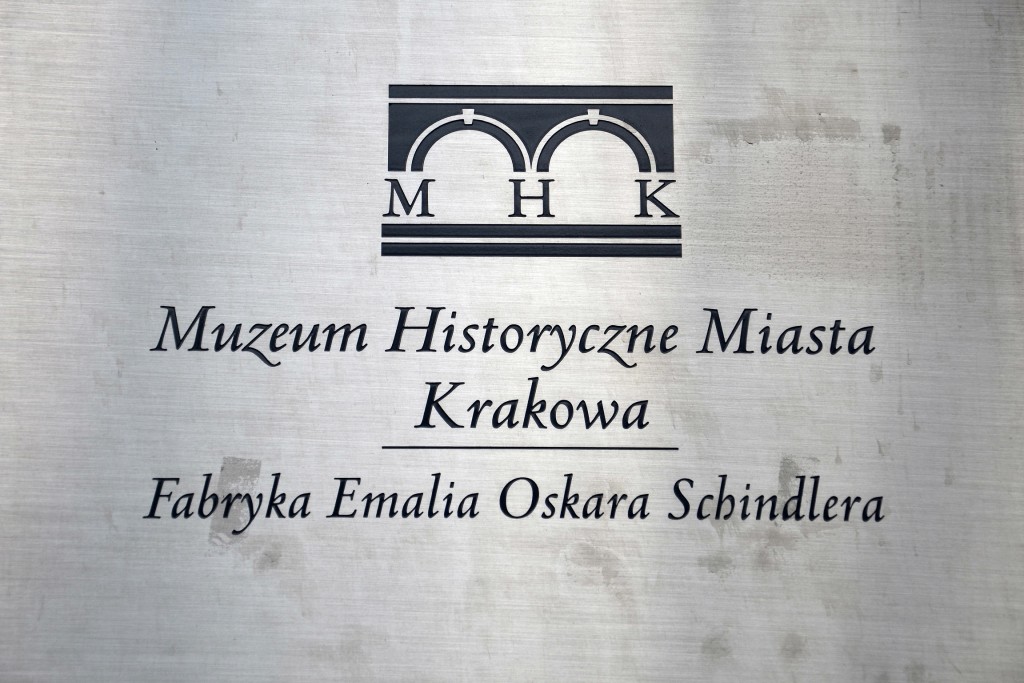 M H K
Muzeum Historyczne Miasta
Krakowa
Fabryka Emalia Oskara Schindlera